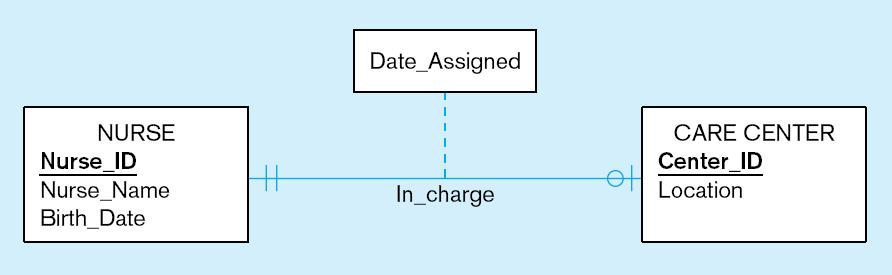 Date_Assigned
NURSE
Nurse_ID
Nurse_Name
Birth_Date
In_charge
CARE CENTER
Center_ID
Location